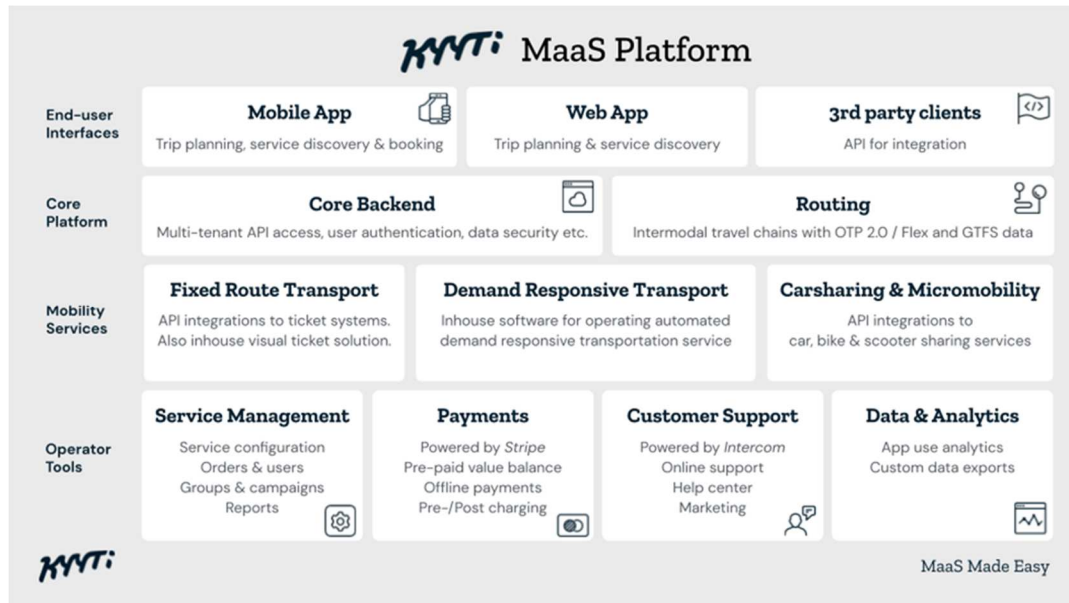 KYYTI MaaS Platform
End-user
Interfaces
Mobile App
Trip planning, service discovery & booking
Web App
Trip planning & service discovery
</>
3rd party clients
API for integration
Core
Platform
Core Backend
Multi-tenant API access, user authentication, data security etc.
Routing
Intermodal travel chains with OTP 2.0 / Flex and GTFS data
Mobility
Services
Fixed Route Transport
API integrations to ticket systems.
Also inhouse visual ticket solution.
Demand Responsive Transport
Inhouse software for operating automated
demand responsive transportation service
Carsharing & Micromobility
API integrations to
car, bike & scooter sharing services
Operator
Tools
Service Management
Service configuration
Orders & users
Groups & campaigns
Reports
Payments
Powered by Stripe
Pre-paid value balance
Offline payments
Pre-/Post charging
Customer Support
Powered by Intercom
Online support
Help center
Marketing
Data & Analytics
App use analytics
Custom data exports
KYYTI
MaaS Made Easy